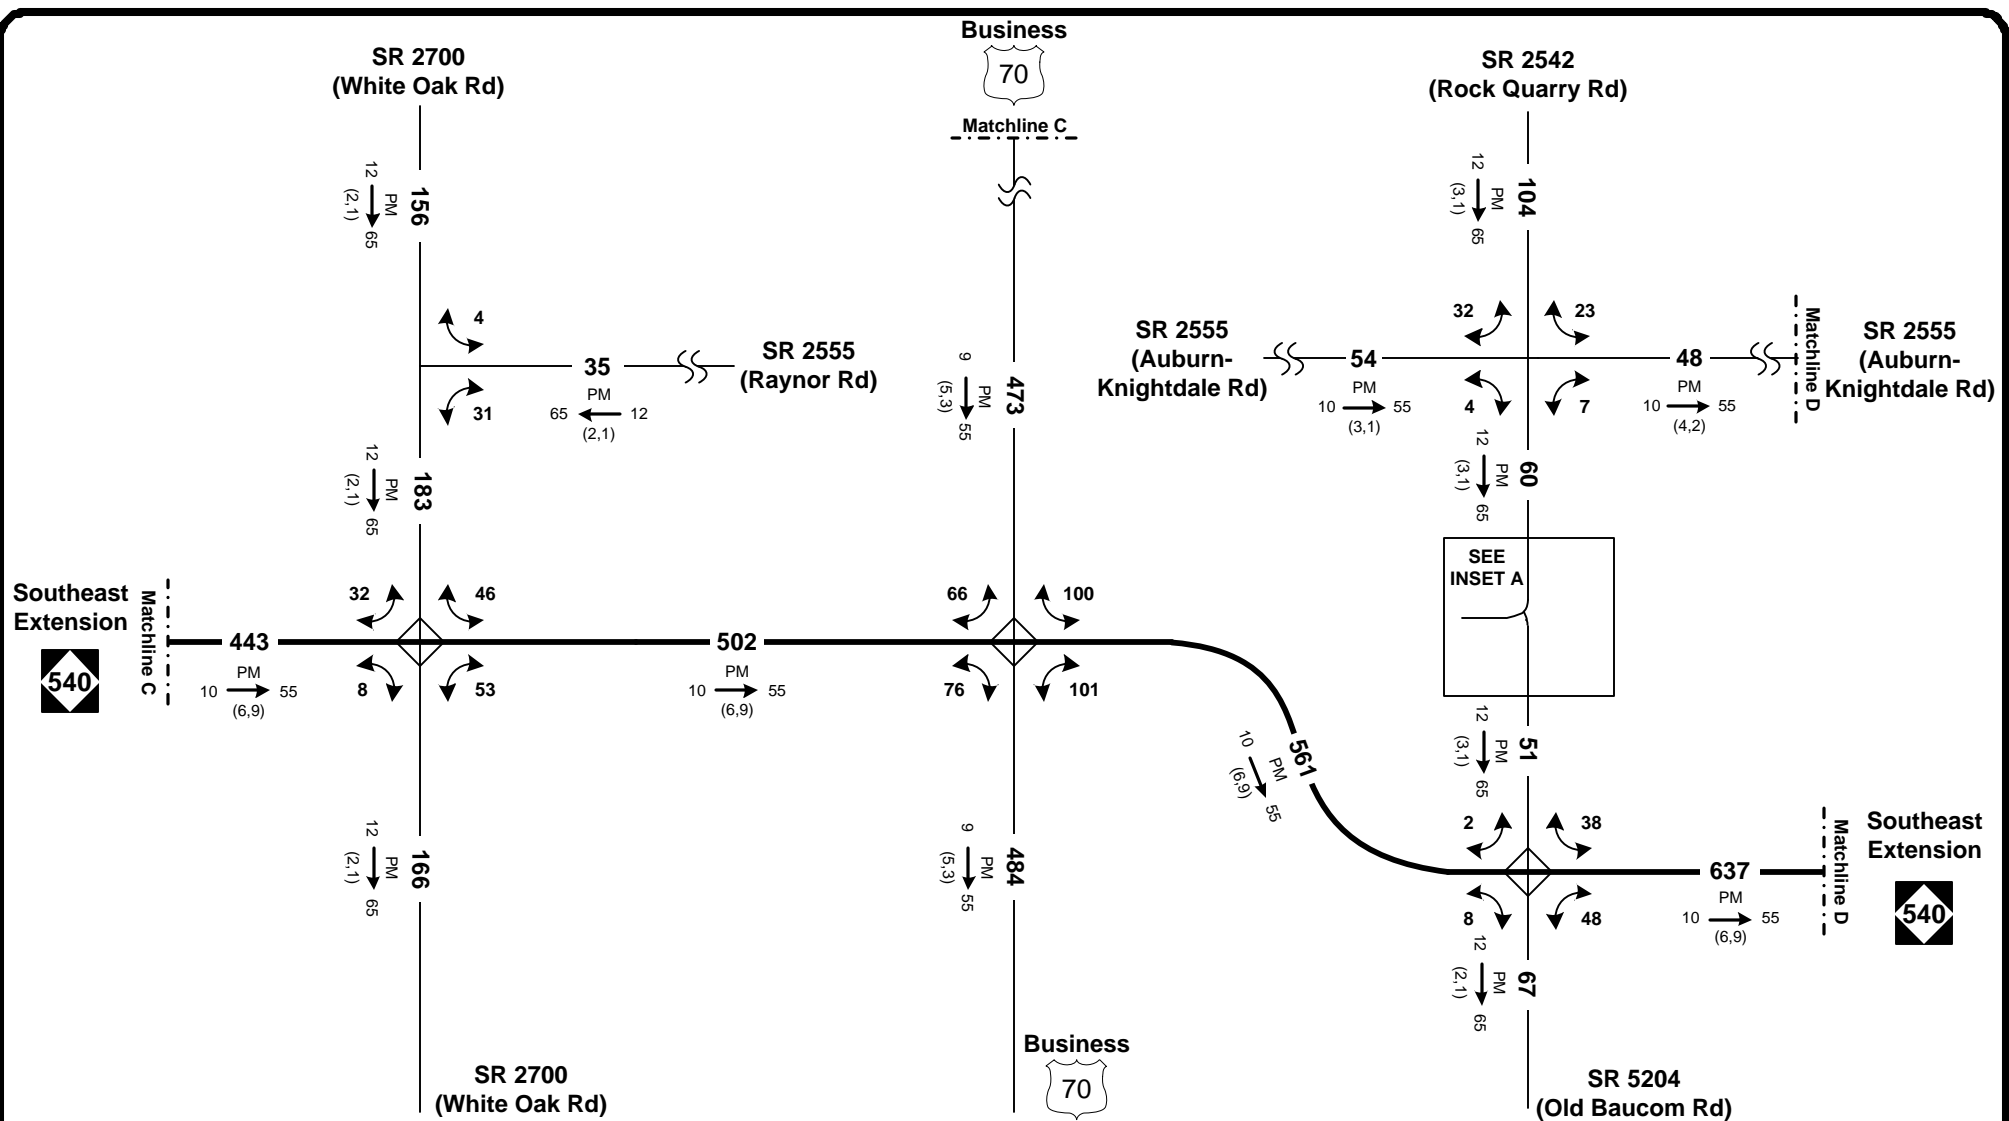 Business
70
Matchline C
SR 2700
(White Oak Rd)
SR 2542
(Rock Quarry Rd)
12
PM
65
(2,1)
156
12
PM
65
(3,1)
104
4
35
PM
65
12
(2,1)
31
SR 2555
(Raynor Rd)
9
PM
55
(5,3)
473
SR 2555
(Auburn-
Knightdale Rd)
54
PM
10
55
(3,1)
32
23
4
7
48
PM
10
55
(4,2)
Matchline D
SR 2555
(Auburn-
Knightdale Rd)
12
PM
65
(2,1)
183
12
PM
65
(3,1)
60
SEE
INSET A
Southeast
Extension
540
Matchline C
443
PM
10
55
(6,9)
32
46
8
53
502
PM
10
55
(6,9)
66
100
76
101
561
10
PM
55
(6,9)
12
PM
65
(3,1)
51
2
38
8
48
637
PM
10
55
(6,9)
Matchline D
Southeast
Extension
540
12
PM
65
(2,1)
166
9
PM
55
(5,3)
484
12
PM
65
(2,1)
67
SR 2700
(White Oak Rd)
Business
70
SR 5204
(Old Baucom Rd)